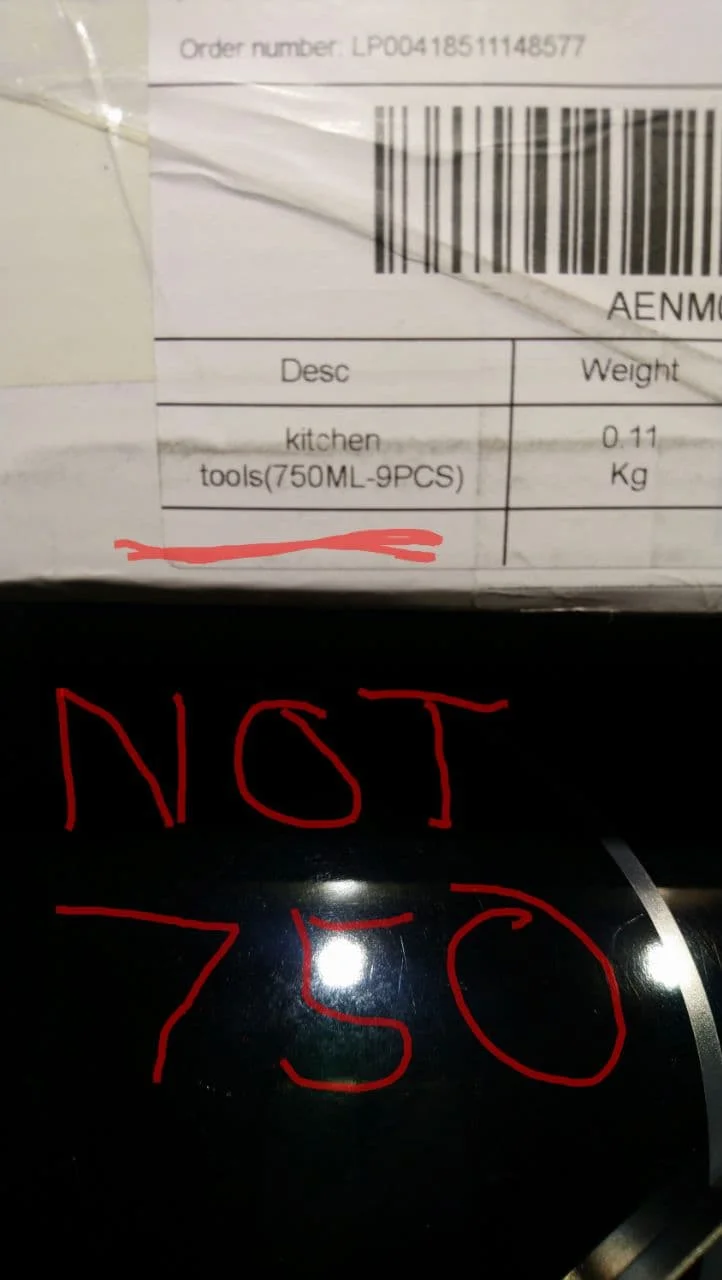 Order number: LP00418511148577
AENM
Desc
Weight
kitchen
tools(750ML-9PCS)
0.11
Kg
NOT
750